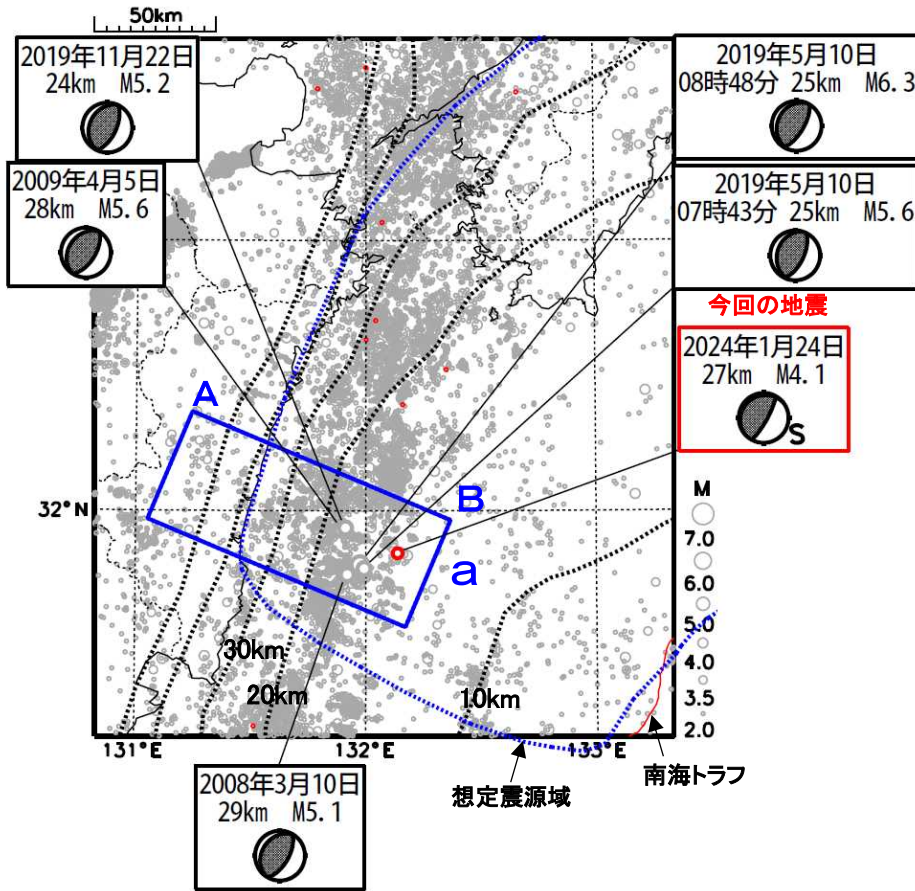 50km
2019年11月22日
24km M5.2
2009年4月5日
28km M5.6
2019年5月10日
08時48分 25km M6.3
2019年5月10日
07時43分 25km M5.6
今回の地震
2024年1月24日
27km M4.1
S
A
B
a
32°N
M
7.0
6.0
5.0
4.0
3.5
2.0
30km
20km
10km
131°E
132°E
133°E
想定震源域
南海トラフ
2008年3月10日
29km M5.1